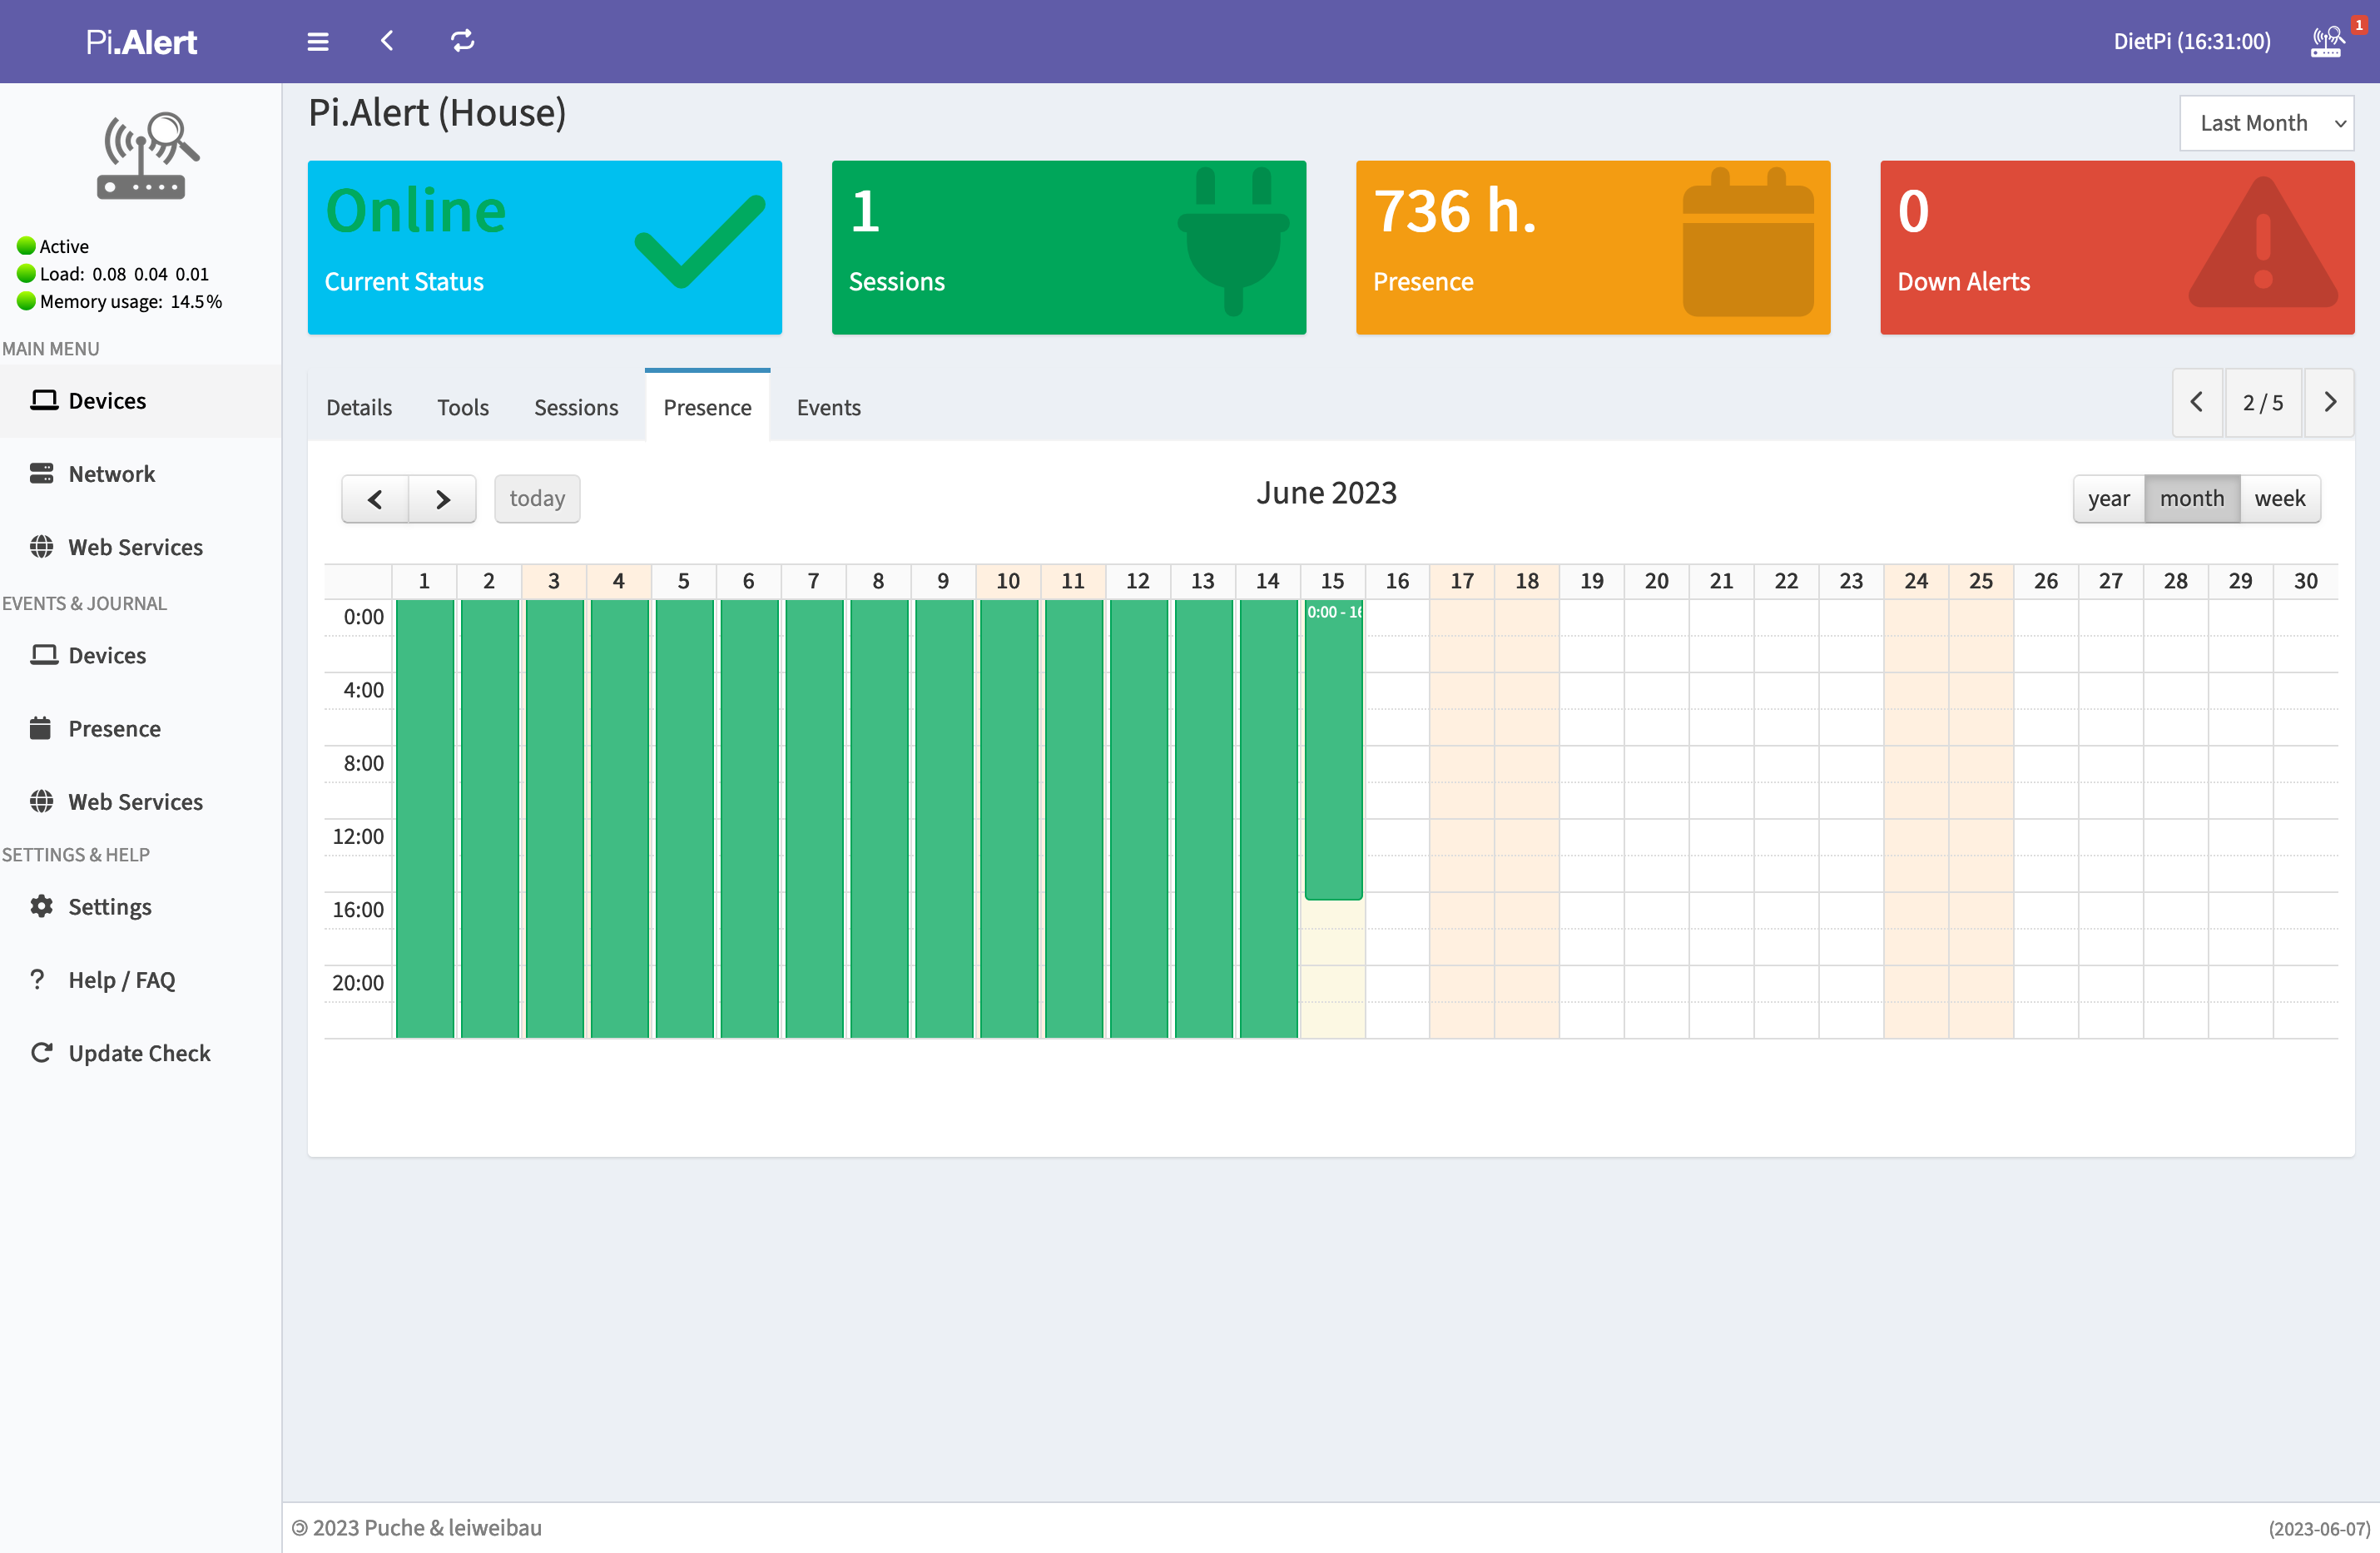 Pi.Alert
DietPi (16:31:00)
1
Active
Load: 0.08 0.04 0.01
Memory usage: 14.5%
MAIN MENU
Devices
Network
Web Services
EVENTS & JOURNAL
Devices
Presence
Web Services
SETTINGS & HELP
Settings
Help / FAQ
Update Check
Pi.Alert (House)
Last Month
Online
Current Status
1
Sessions
736 h.
Presence
0
Down Alerts
Details Tools Sessions Presence Events
2 / 5
today
June 2023
year month week
1 2 3 4 5 6 7 8 9 10 11 12 13 14 15 16 17 18 19 20 21 22 23 24 25 26 27 28 29 30
0:00
0:00 - 16
4:00
8:00
12:00
16:00
20:00
🄯 2023 Puche & leiweibau
(2023-06-07)